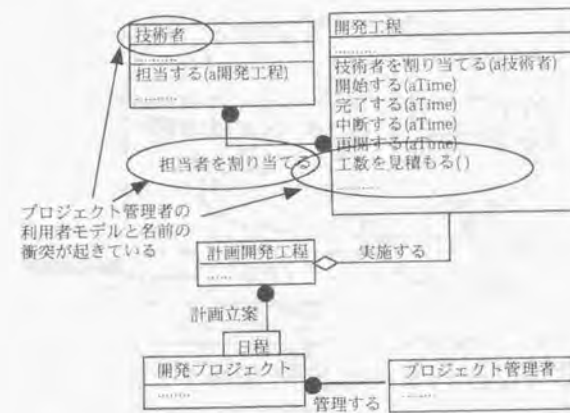 技術者
..........
担当する(a開発工程)
..........
開発工程
..........
技術者を割り当てる(a技術者)
開始する(aTime)
完了する(aTime)
中断する(aTime)
再開する(aTime)
工数を見積もる()
..........
担当者を割り当てる
プロジェクト管理者の
利用者モデルと名前の
衝突が起きている
計画開発工程
......
実施する
計画立案
日程
開発プロジェクト
.......
管理する
プロジェクト管理者
.......